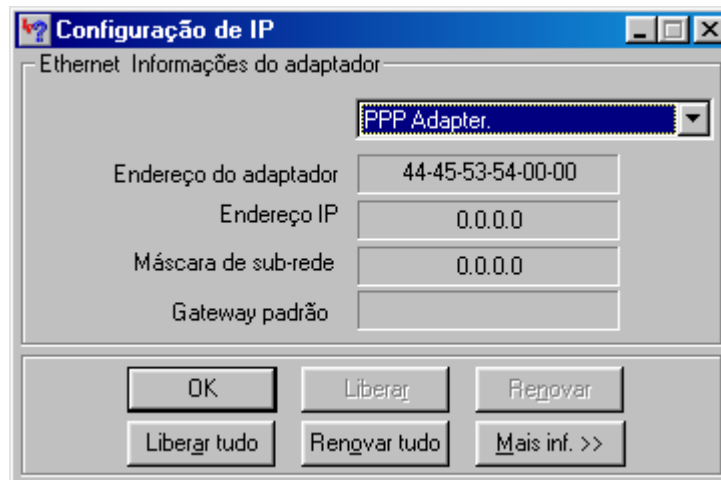 Configuração de IP
Ethernet Informações do adaptador
PPP Adapter.
Endereço do adaptador 44-45-53-54-00-00
Endereço IP 0.0.0.0
Máscara de sub-rede 0.0.0.0
Gateway padrão
OK Liberar Renovar
Liberar tudo Renovar tudo Mais inf. >>